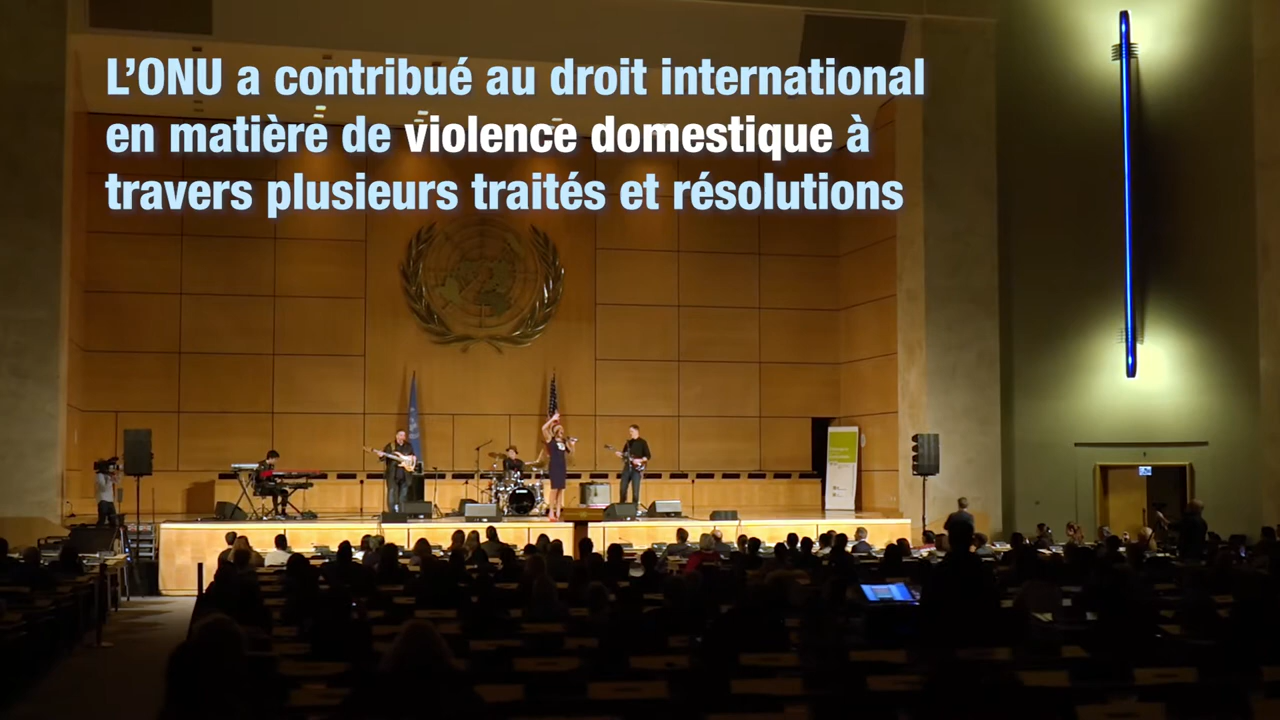 L’ONU a contribué au droit international
en matière de violence domestique à
travers plusieurs traités et résolutions